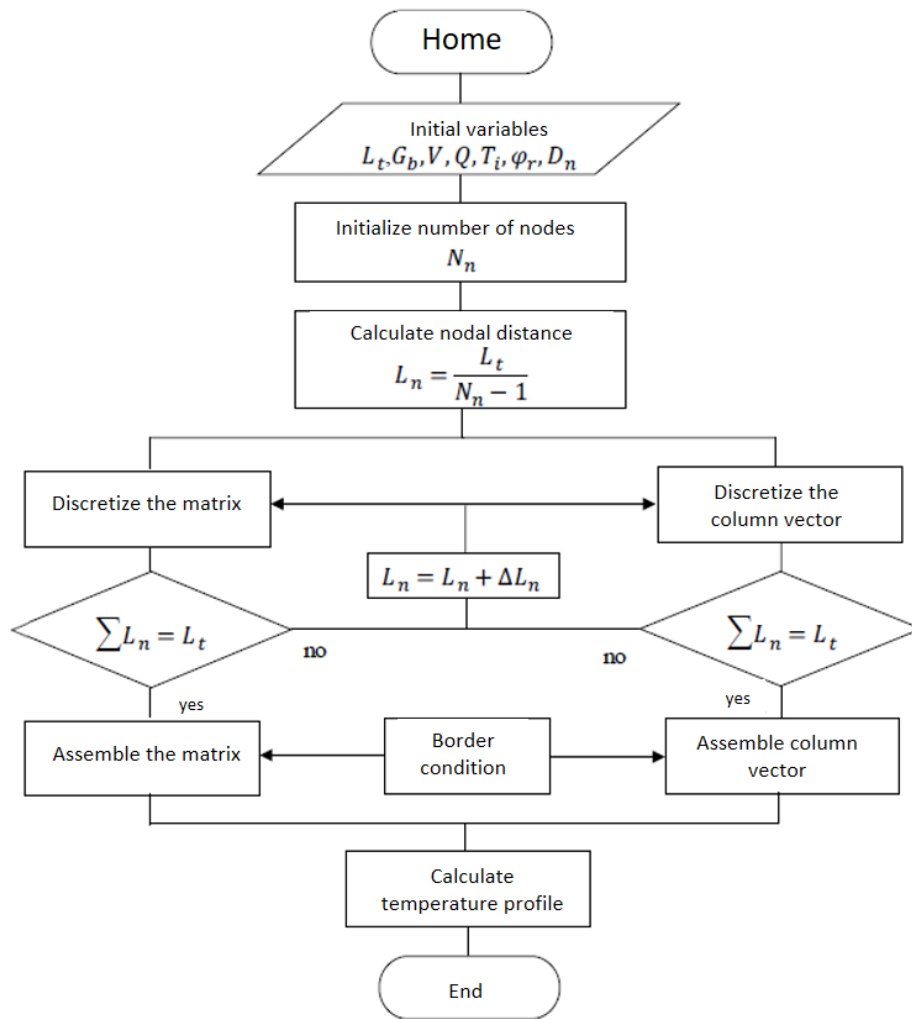 Home
Initial variables
L_t,G_b,V,Q,T_i,φ_r,D_n
Initialize number of nodes
N_n
Calculate nodal distance
L_n = L_t / (N_n − 1)
Discretize the matrix
Discretize the
column vector
L_n = L_n + ΔL_n
∑L_n = L_t
no
no
∑L_n = L_t
yes
yes
Assemble the matrix
Border
condition
Assemble column
vector
Calculate
temperature profile
End